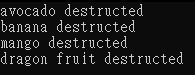 avocado destructed
banana destructed
mango destructed
dragon fruit destructed